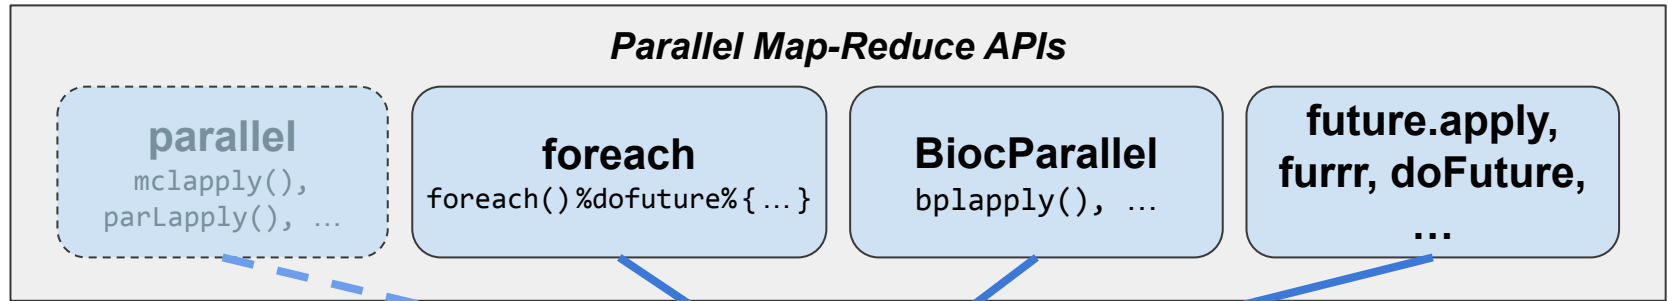 Parallel Map-Reduce APIs
parallel
mclapply(),
parLapply(), …
foreach
foreach()%dofuture%{…}
BiocParallel
bplapply(), …
future.apply,
furrr, doFuture,
…